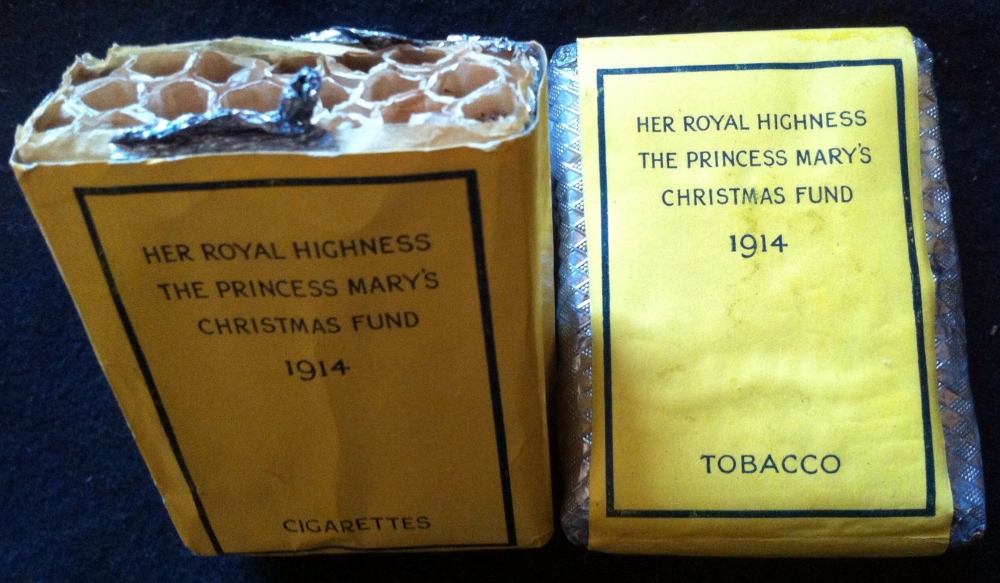 HER ROYAL HIGHNESS
THE PRINCESS MARY'S
CHRISTMAS FUND
1914
CIGARETTES
HER ROYAL HIGHNESS
THE PRINCESS MARY'S
CHRISTMAS FUND
1914
TOBACCO